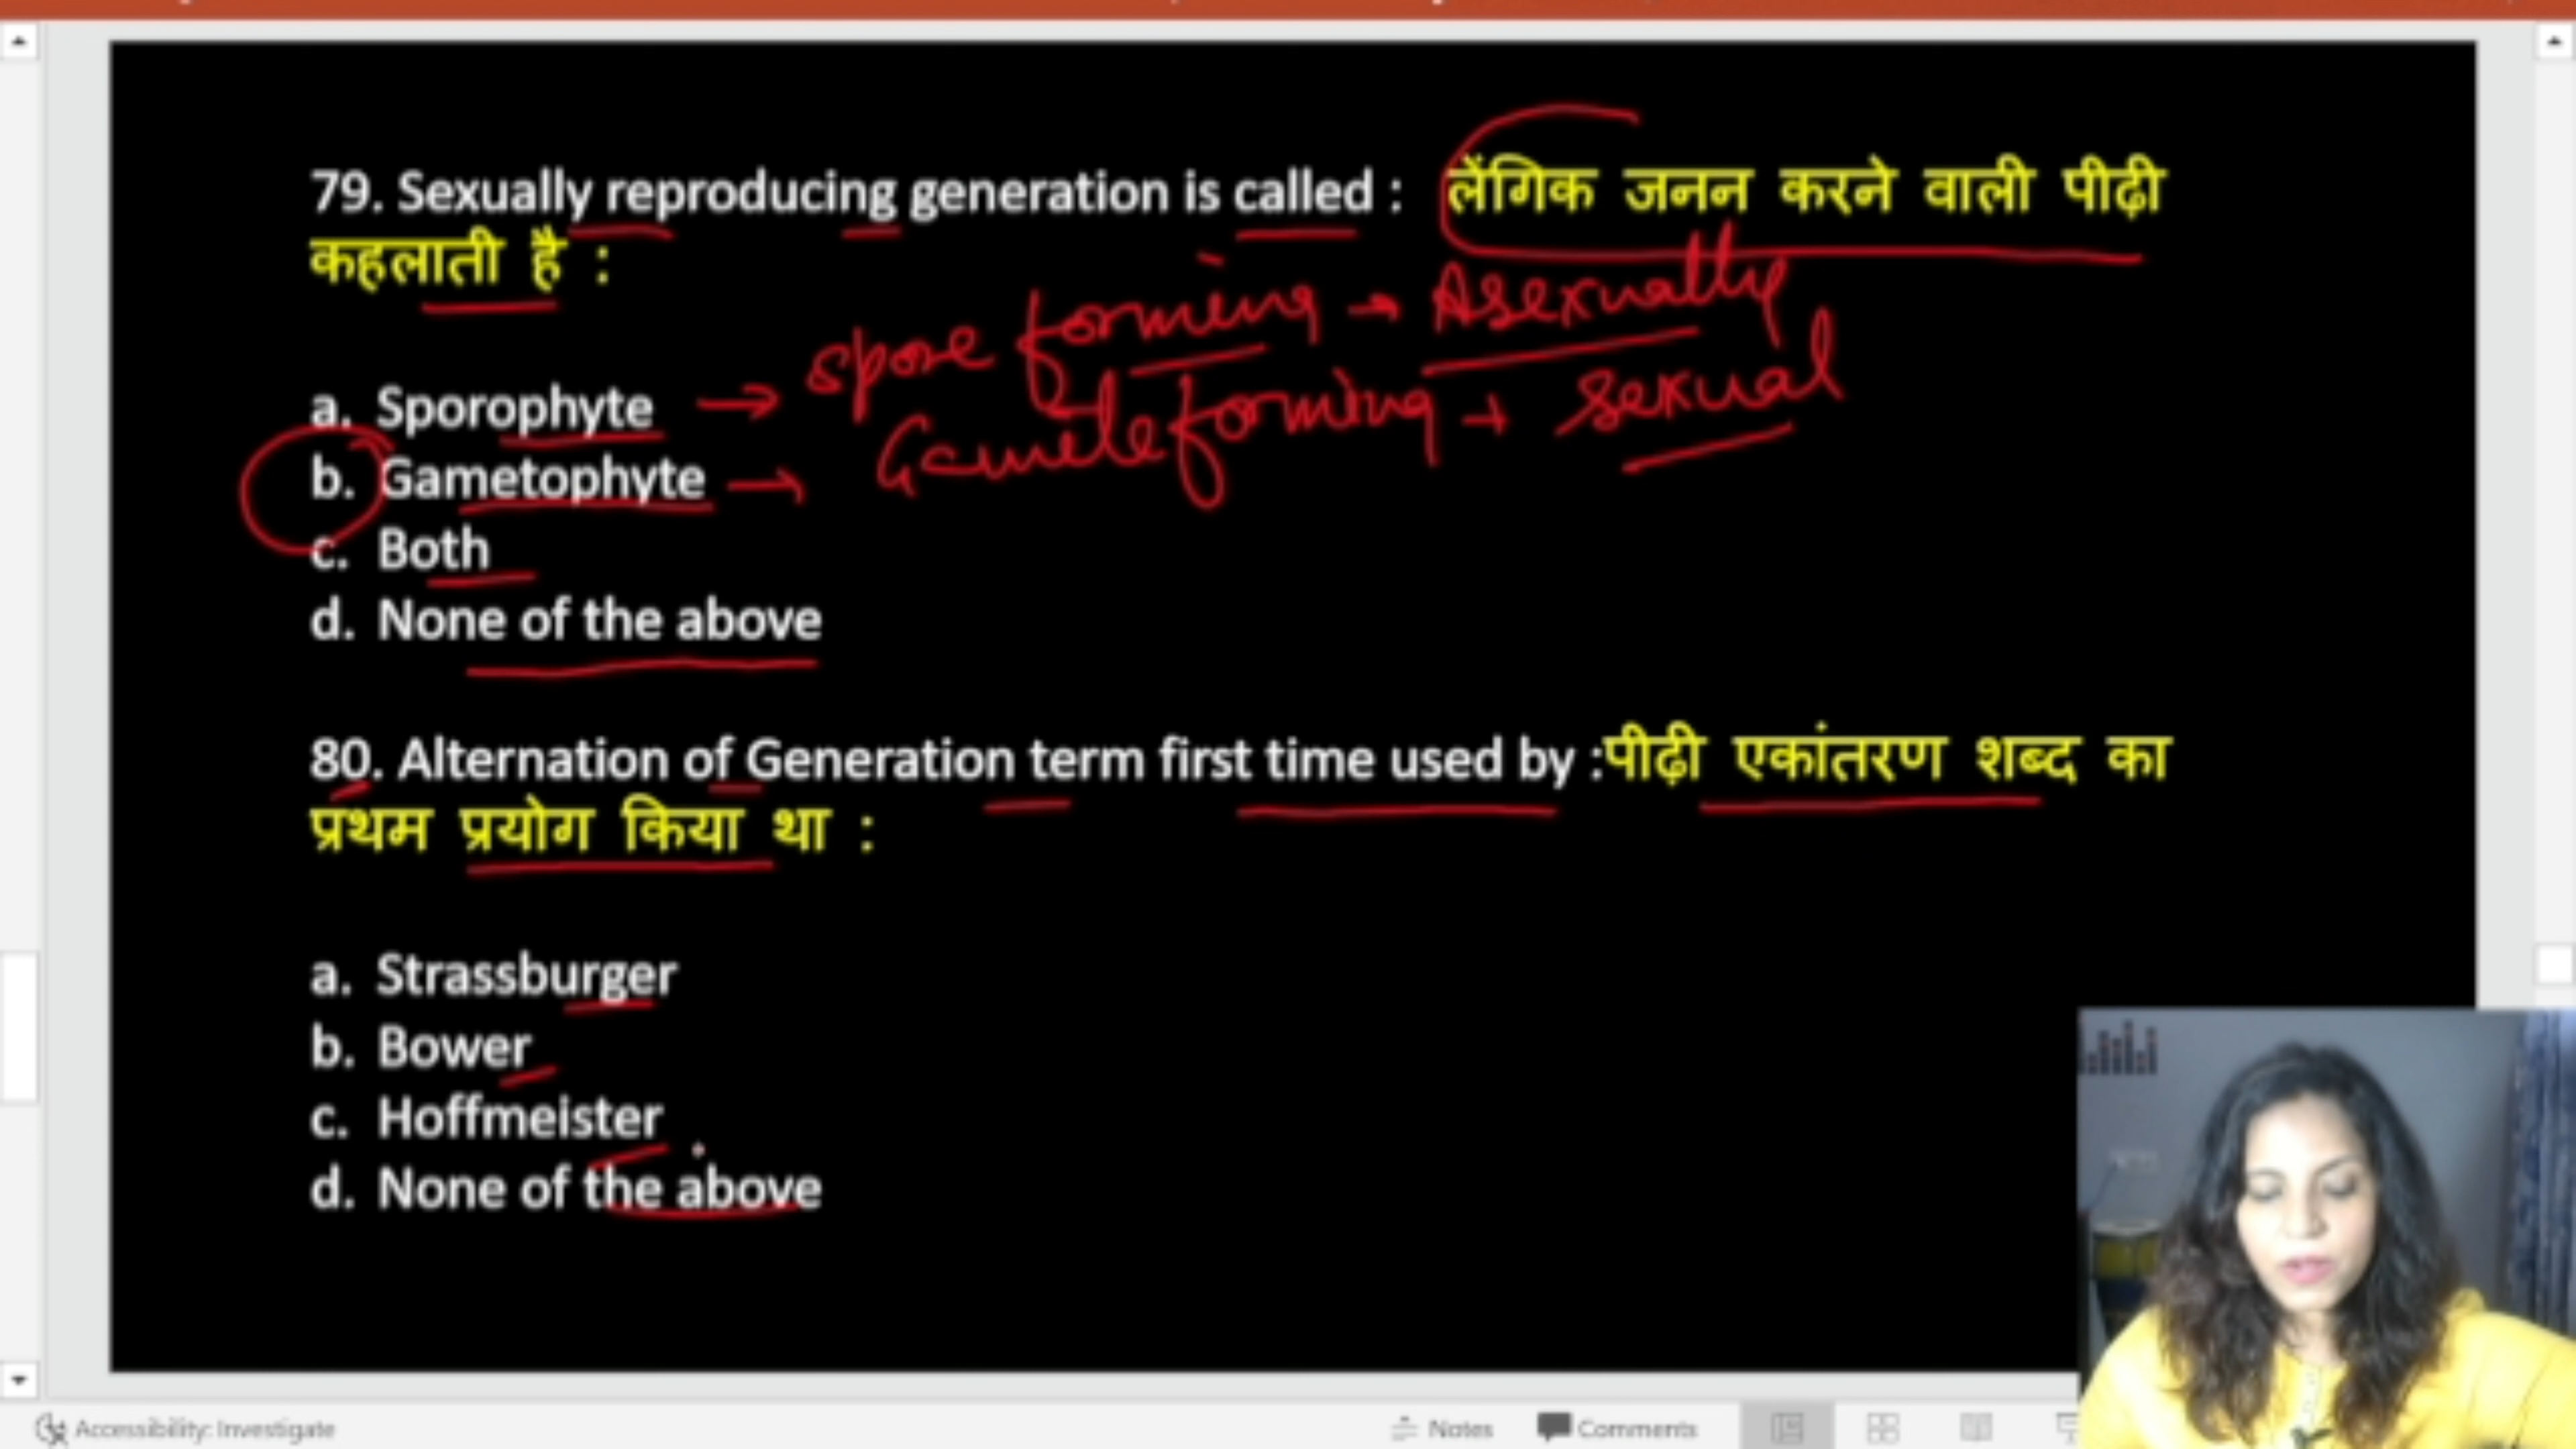 79. Sexually reproducing generation is called : लेंगिक जनन करने वाली पीढ़ी
कहलाती है :
spore forming → Asexually
a. Sporophyte →
Gamete forming → sexual
b. Gametophyte →
c. Both
d. None of the above
80. Alternation of Generation term first time used by :पीढ़ी एकांतरण शब्द का
प्रथम प्रयोग किया था :
a. Strassburger
b. Bower
c. Hoffmeister
d. None of the above
Accessibility: Investigate
Notes Comments